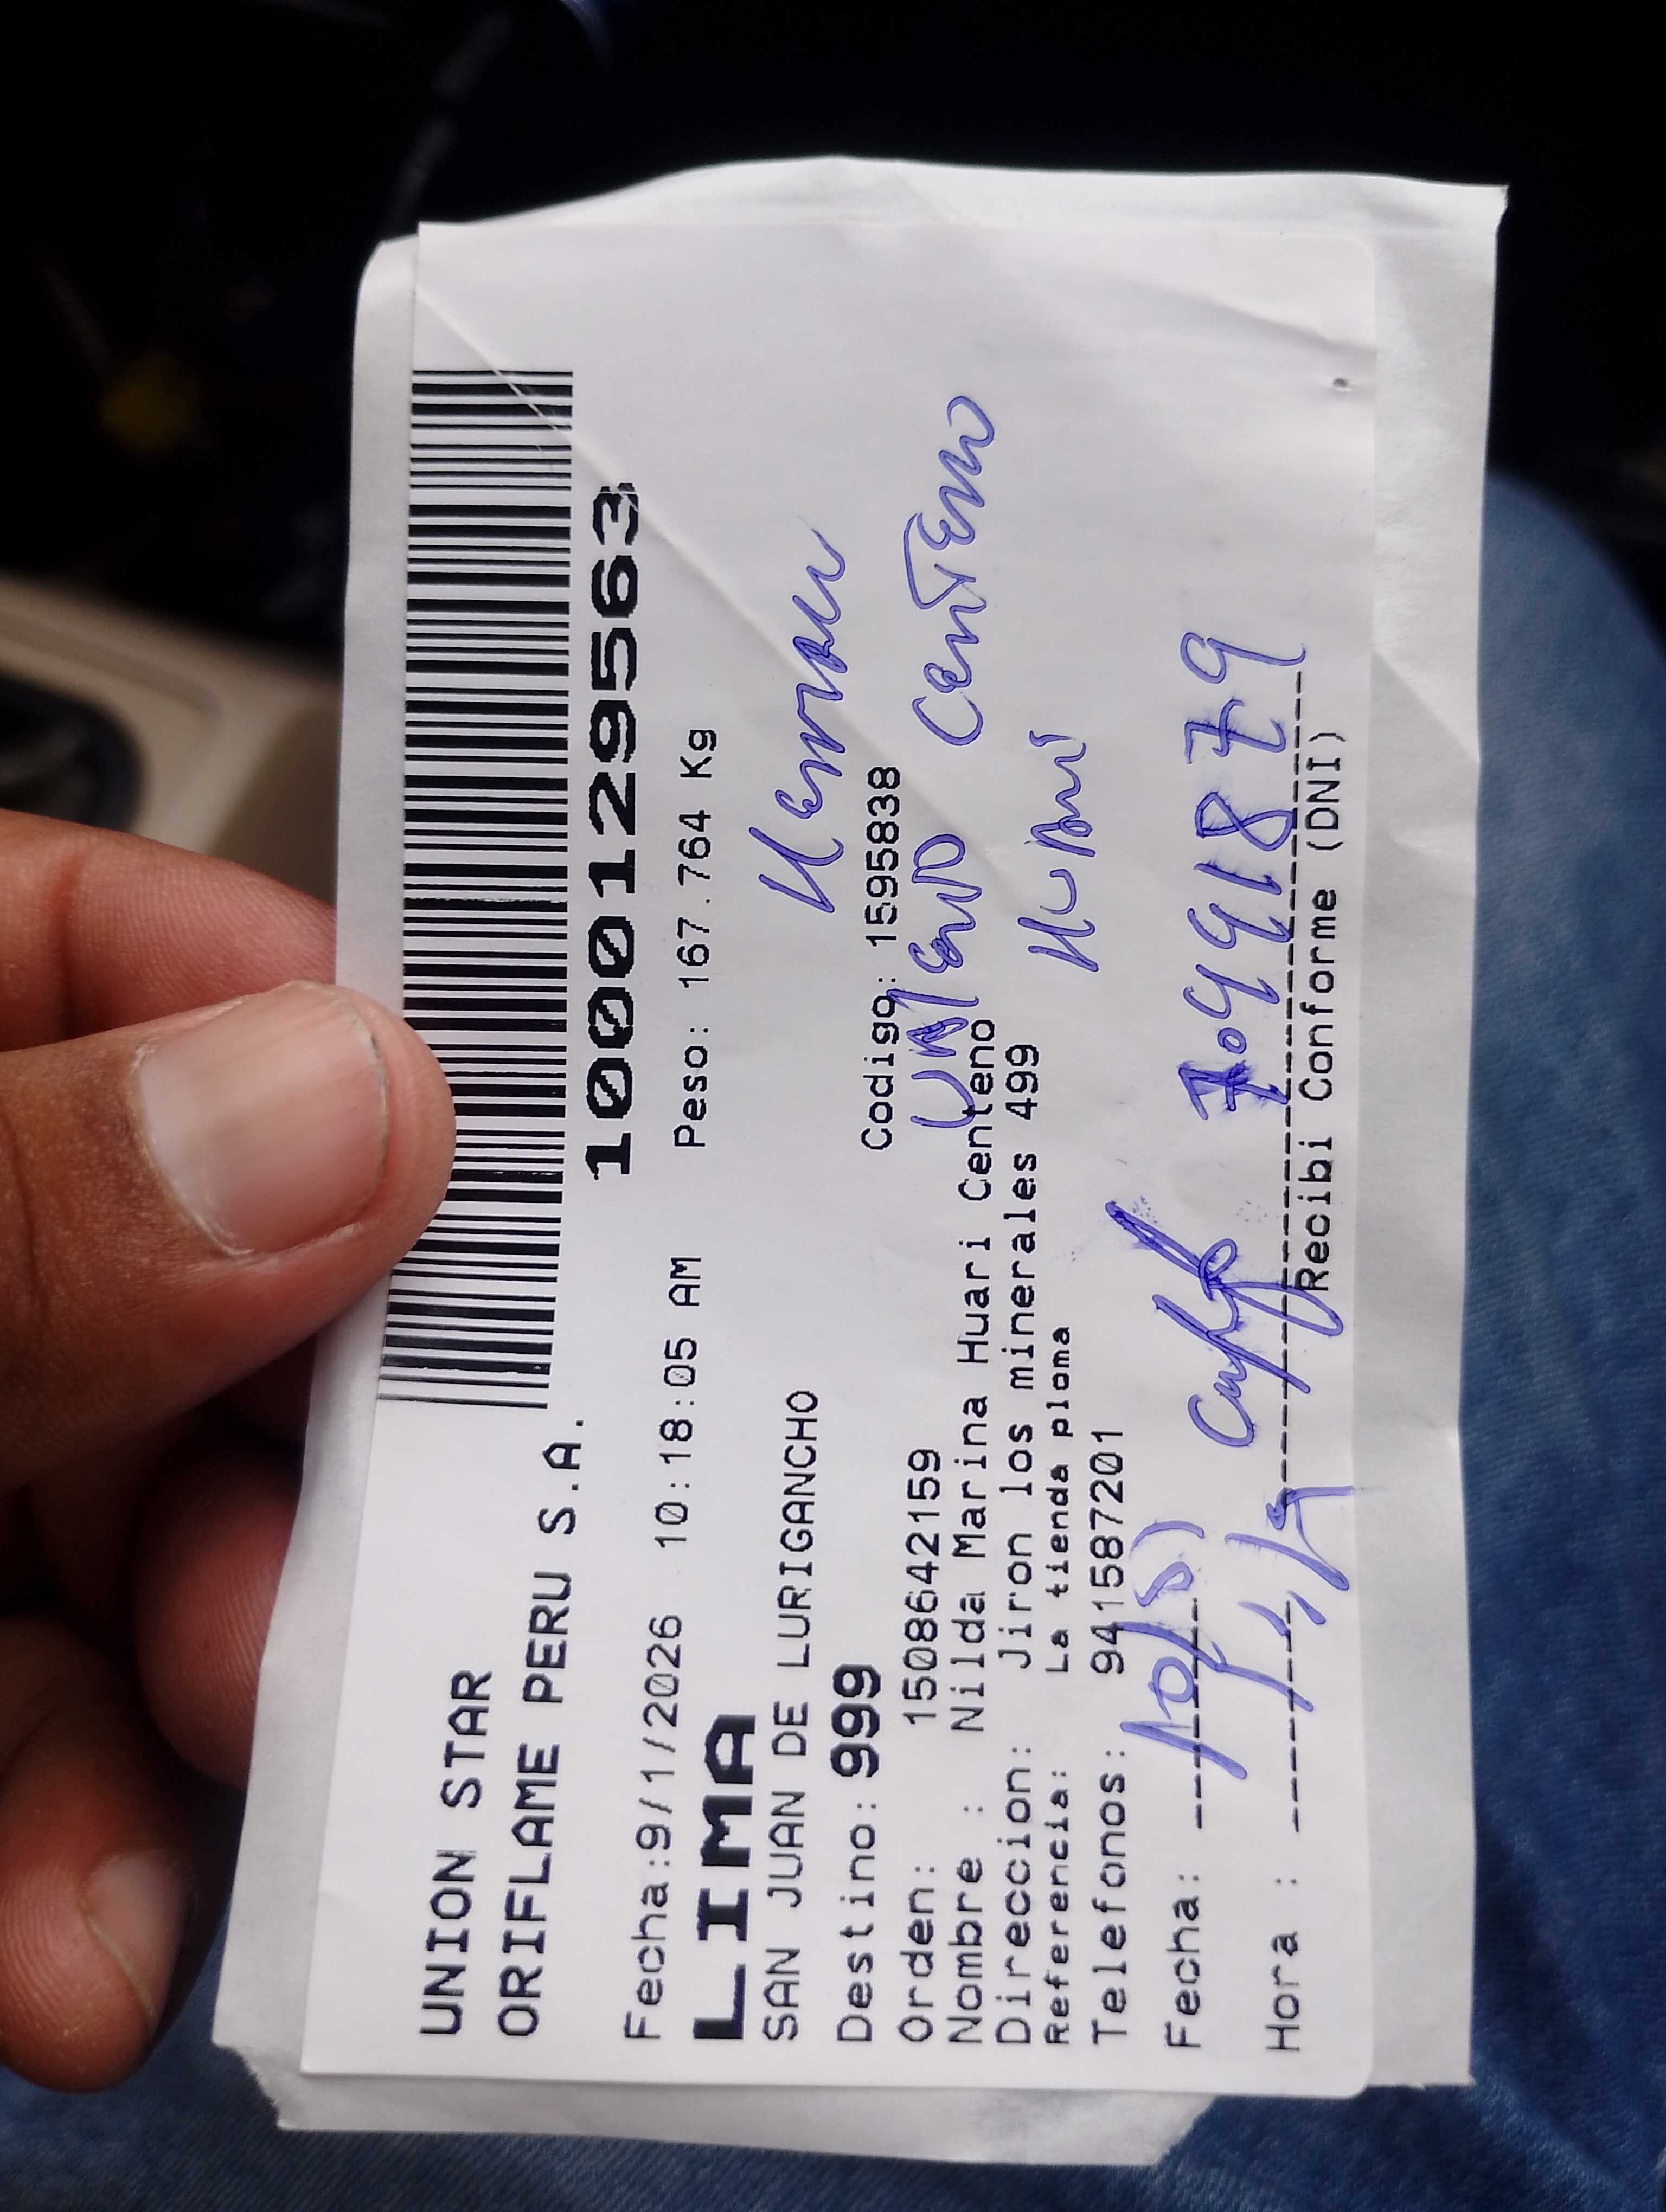 UNION STAR
ORIFLAME PERU S.A.
1000129563
Fecha:9/1/2026 10:18:05 AM Peso: 167.764 Kg
LIMA
SAN JUAN DE LURIGANCHO
Destino: 999 Codigo: 1595838
Orden: 1508642159
Nombre : Nilda Marina Huari Centeno
Direccion: Jiron los minerales 499
Referencia: La tienda ploma
Telefonos: 941587201
Centeno
Fecha:
70441879
Hora :
Recibi Conforme (DNI)